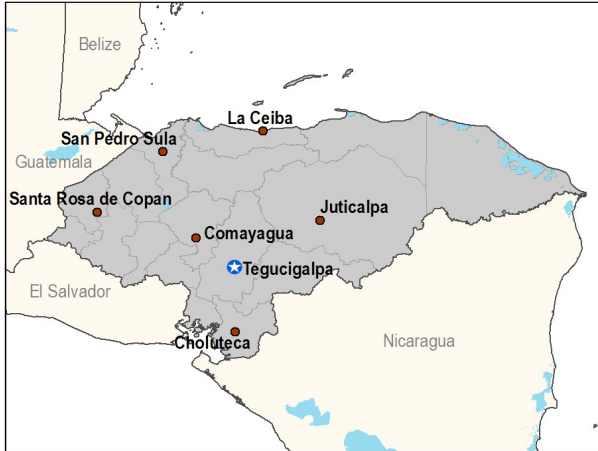 Belize
La Ceiba
San Pedro Sula
Guatemala
Santa Rosa de Copan
Juticalpa
Comayagua
Tegucigalpa
El Salvador
Choluteca
Nicaragua